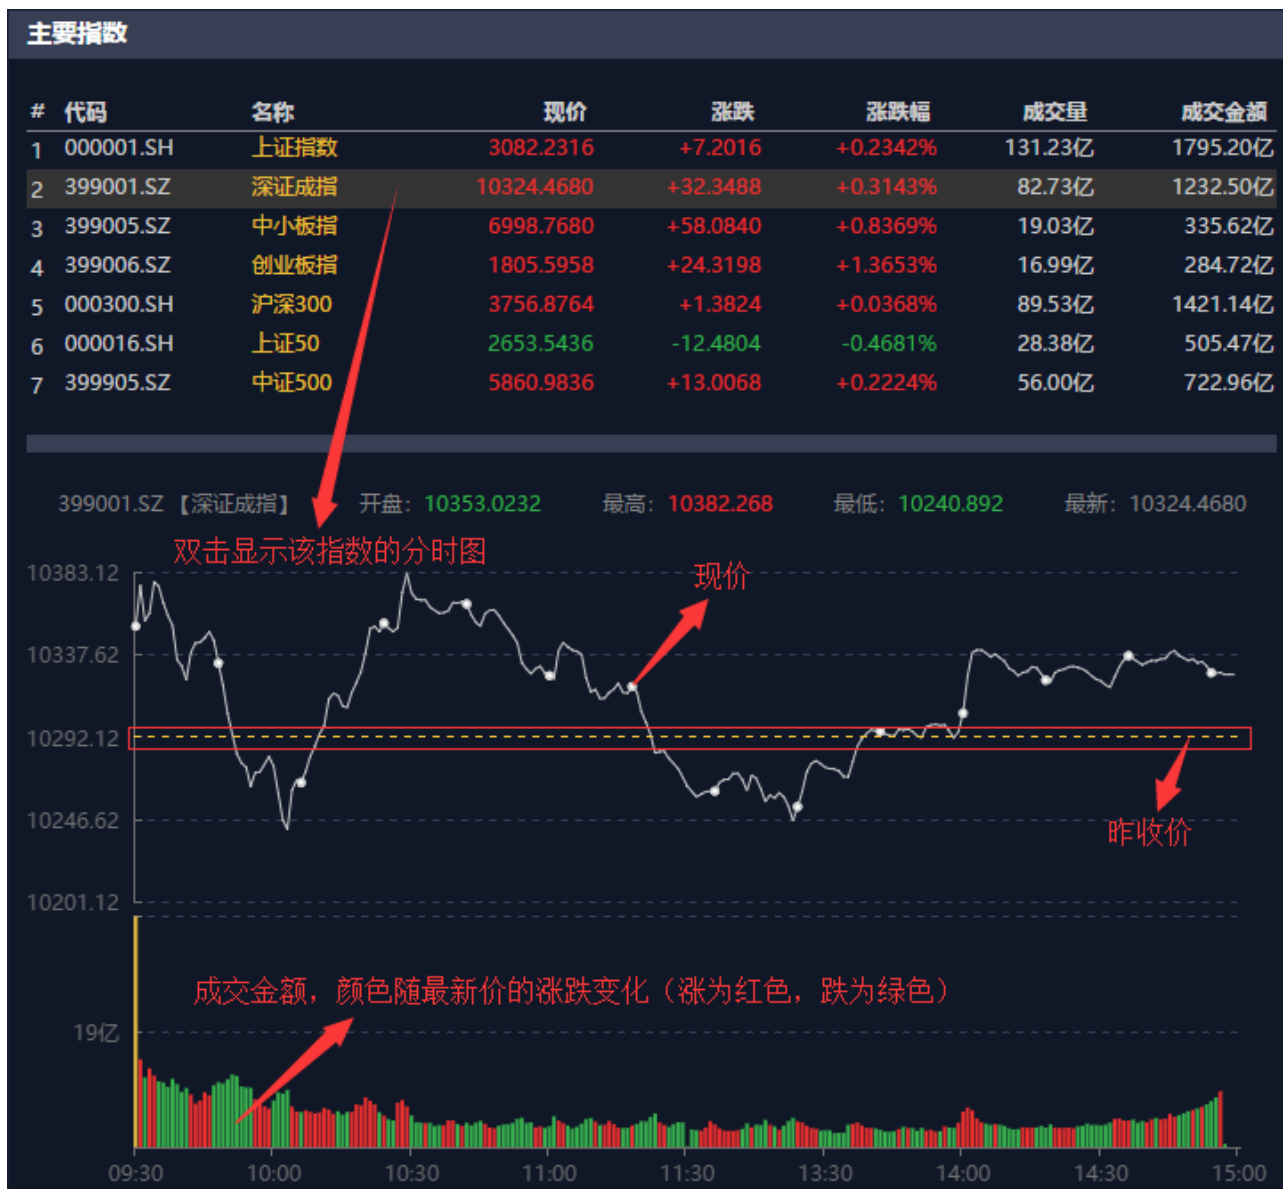 主要指数
# 代码 名称 现价 涨跌 涨跌幅 成交量 成交金额
1 000001.SH 上证指数 3082.2316 +7.2016 +0.2342% 131.23亿 1795.20亿
2 399001.SZ 深证成指 10324.4680 +32.3488 +0.3143% 82.73亿 1232.50亿
3 399005.SZ 中小板指 6998.7680 +58.0840 +0.8369% 19.03亿 335.62亿
4 399006.SZ 创业板指 1805.5958 +24.3198 +1.3653% 16.99亿 284.72亿
5 000300.SH 沪深300 3756.8764 +1.3824 +0.0368% 89.53亿 1421.14亿
6 000016.SH 上证50 2653.5436 -12.4804 -0.4681% 28.38亿 505.47亿
7 399905.SZ 中证500 5860.9836 +13.0068 +0.2224% 56.00亿 722.96亿
399001.SZ【深证成指】 开盘：10353.0232 最高：10382.268 最低：10240.892 最新：10324.4680
双击显示该指数的分时图
10383.12
现价
10337.62
10292.12
10246.62
昨收价
10201.12
成交金额，颜色随最新价的涨跌变化（涨为红色，跌为绿色）
19亿
09:30 10:00 10:30 11:00 11:30 13:30 14:00 14:30 15:00